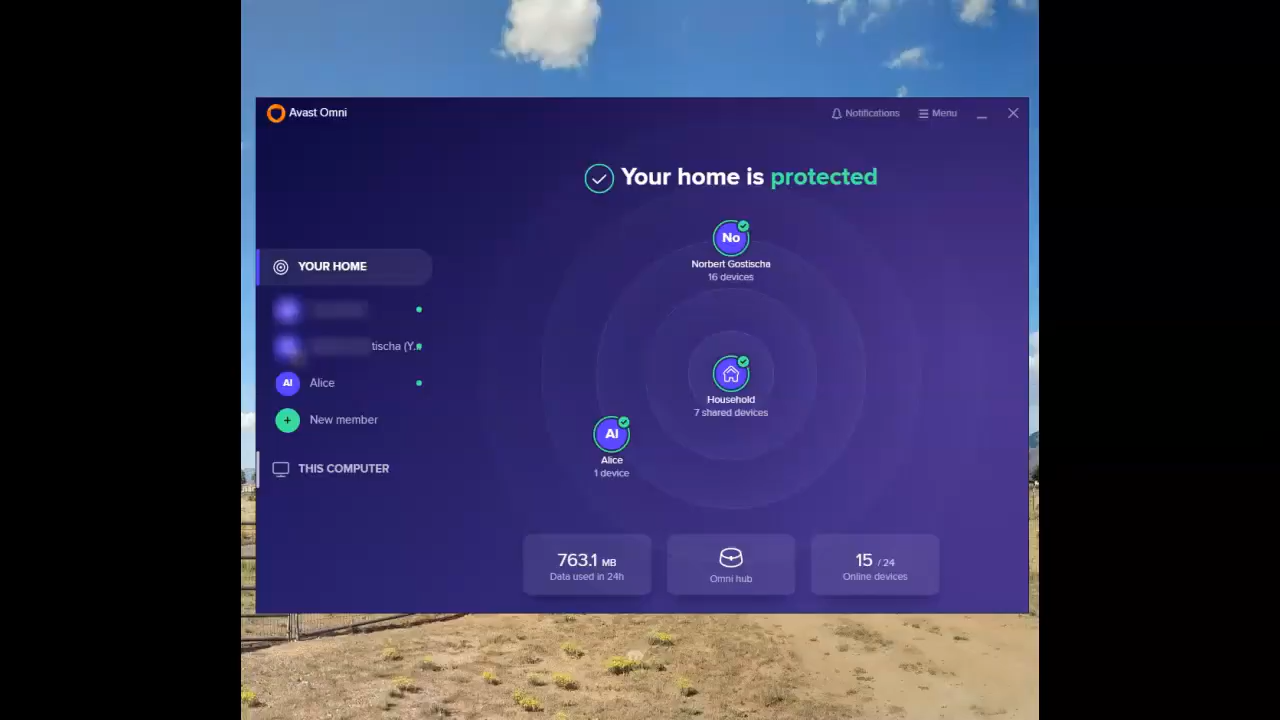 Avast Omni
Notifications
Menu
Your home is protected
No
Norbert Gostischa
16 devices
YOUR HOME
tischa (Y...
Al Alice
New member
THIS COMPUTER
Household
7 shared devices
Al
Alice
1 device
763.1 MB
Data used in 24h
Omni hub
15 / 24
Online devices